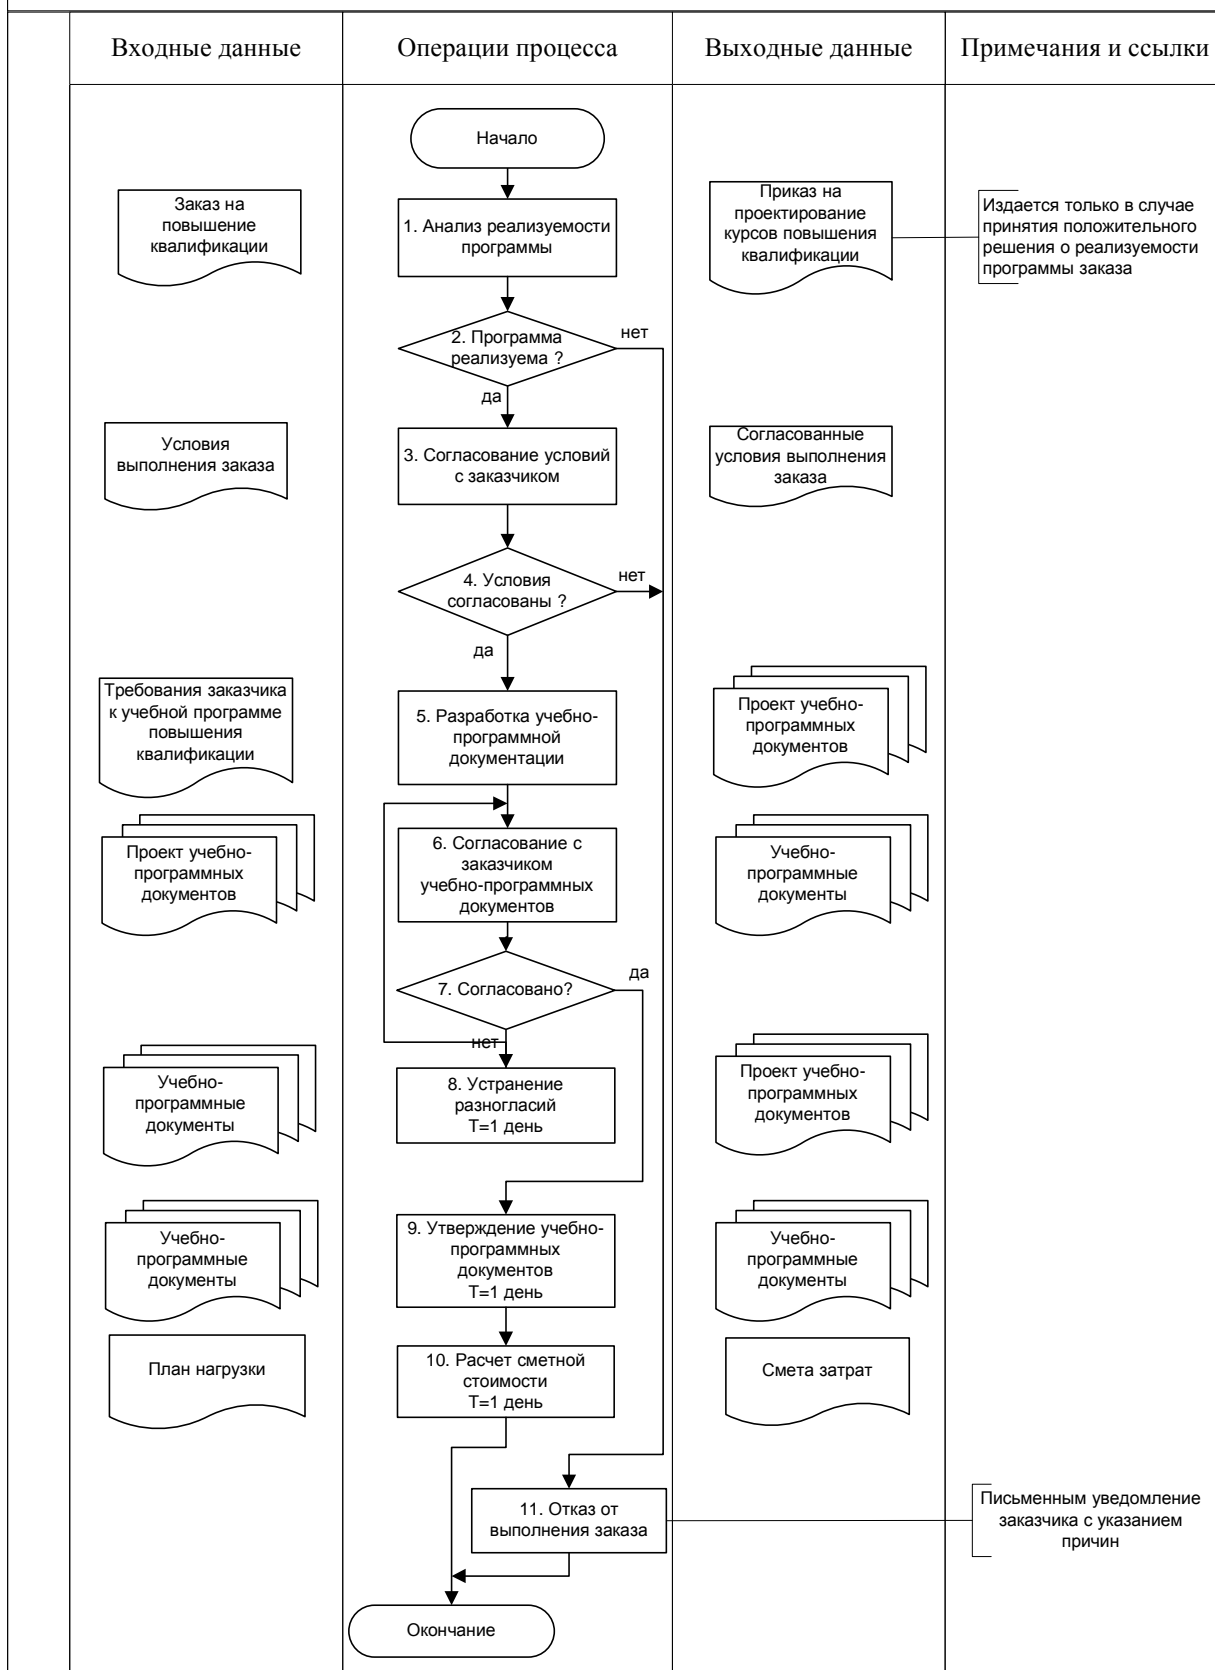 Входные данные
Операции процесса
Выходные данные
Примечания и ссылки
Начало
Заказ на
повышение
квалификации
1. Анализ реализуемости
программы
Приказ на
проектирование
курсов повышения
квалификации
Издается только в случае
принятия положительного
решения о реализуемости
программы заказа
2. Программа
реализуема ?
нет
да
Условия
выполнения заказа
3. Согласование условий
с заказчиком
Согласованные
условия выполнения
заказа
4. Условия
согласованы ?
нет
да
Требования заказчика
к учебной программе
повышения
квалификации
5. Разработка учебно-
программной
документации
Проект учебно-
программных
документов
Проект учебно-
программных
документов
6. Согласование с
заказчиком
учебно-программных
документов
Учебно-
программные
документы
7. Согласовано?
да
нет
Учебно-
программные
документы
8. Устранение
разногласий
Т=1 день
Проект учебно-
программных
документов
Учебно-
программные
документы
9. Утверждение учебно-
программных
документов
Т=1 день
Учебно-
программные
документы
План нагрузки
10. Расчет сметной
стоимости
Т=1 день
Смета затрат
11. Отказ от
выполнения заказа
Письменным уведомление
заказчика с указанием
причин
Окончание